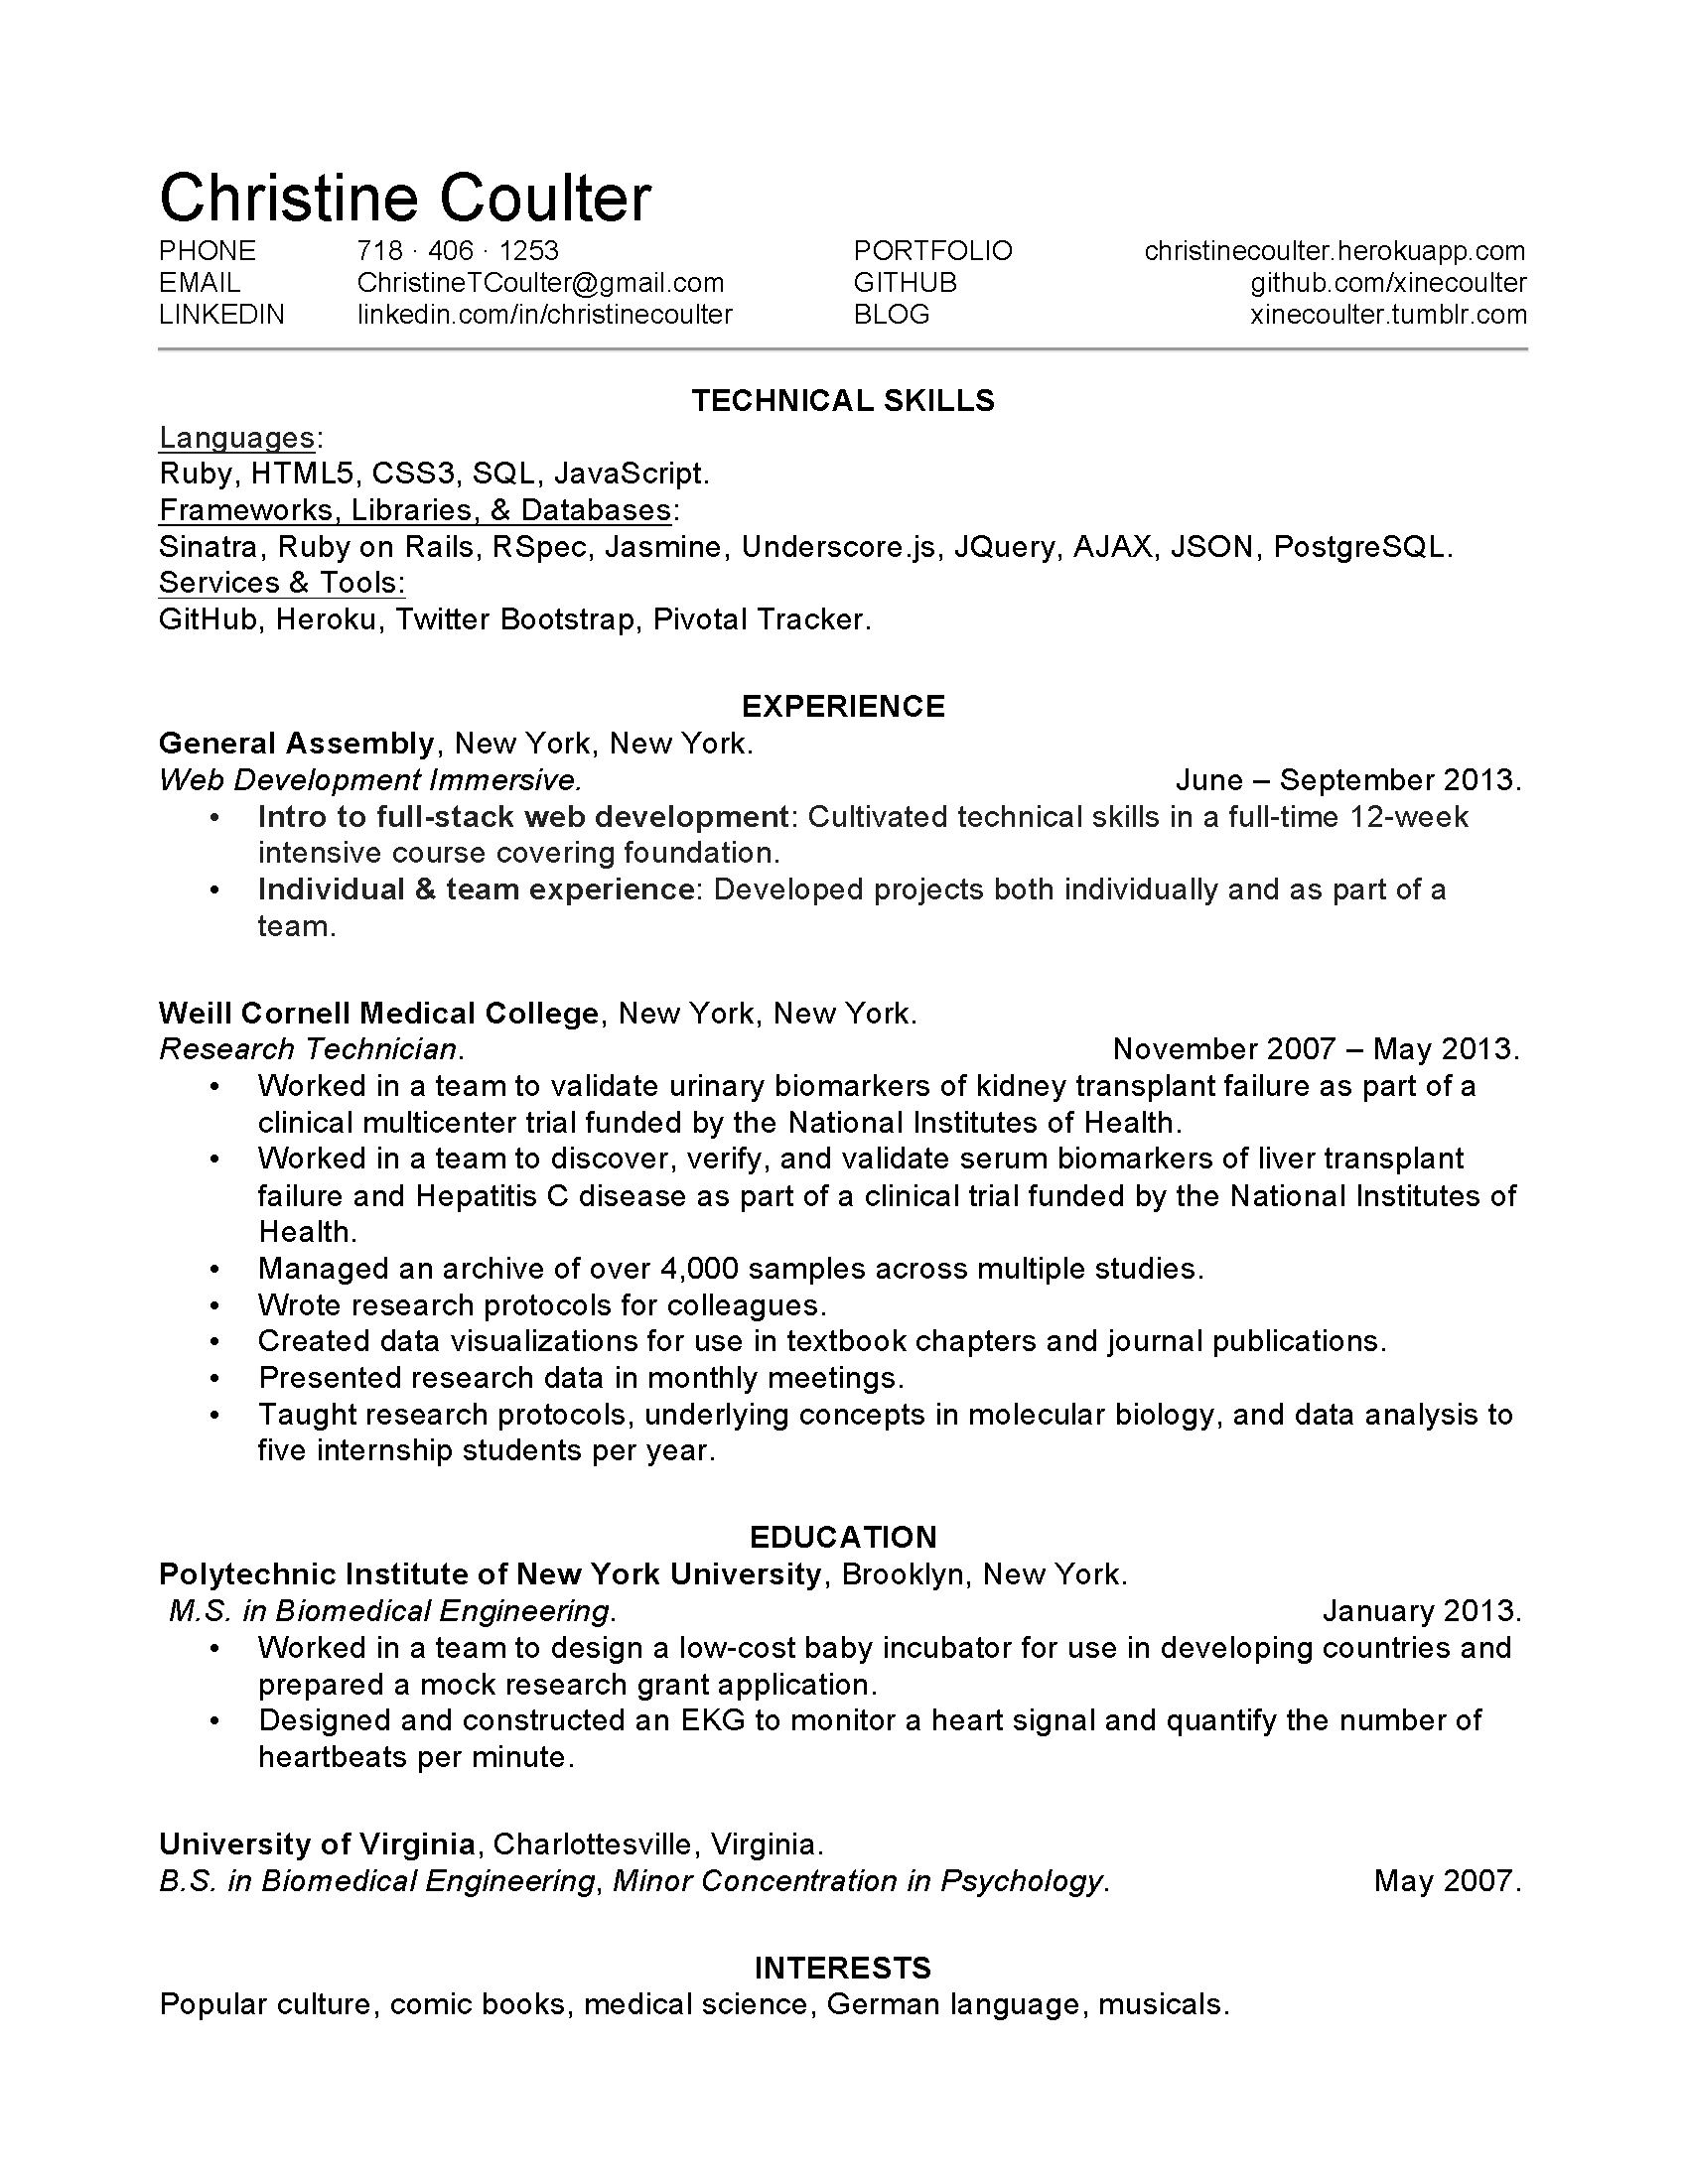 Christine Coulter
PHONE 718 · 406 · 1253 PORTFOLIO christinecoulter.herokuapp.com
EMAIL ChristineTCoulter@gmail.com GITHUB github.com/xinecoulter
LINKEDIN linkedin.com/in/christinecoulter BLOG xinecoulter.tumblr.com
TECHNICAL SKILLS
Languages:
Ruby, HTML5, CSS3, SQL, JavaScript.
Frameworks, Libraries, & Databases:
Sinatra, Ruby on Rails, RSpec, Jasmine, Underscore.js, JQuery, AJAX, JSON, PostgreSQL.
Services & Tools:
GitHub, Heroku, Twitter Bootstrap, Pivotal Tracker.
EXPERIENCE
General Assembly, New York, New York.
Web Development Immersive. June – September 2013.
• Intro to full-stack web development: Cultivated technical skills in a full-time 12-week
intensive course covering foundation.
• Individual & team experience: Developed projects both individually and as part of a
team.
Weill Cornell Medical College, New York, New York.
Research Technician. November 2007 – May 2013.
• Worked in a team to validate urinary biomarkers of kidney transplant failure as part of a
clinical multicenter trial funded by the National Institutes of Health.
• Worked in a team to discover, verify, and validate serum biomarkers of liver transplant
failure and Hepatitis C disease as part of a clinical trial funded by the National Institutes of
Health.
• Managed an archive of over 4,000 samples across multiple studies.
• Wrote research protocols for colleagues.
• Created data visualizations for use in textbook chapters and journal publications.
• Presented research data in monthly meetings.
• Taught research protocols, underlying concepts in molecular biology, and data analysis to
five internship students per year.
EDUCATION
Polytechnic Institute of New York University, Brooklyn, New York.
M.S. in Biomedical Engineering. January 2013.
• Worked in a team to design a low-cost baby incubator for use in developing countries and
prepared a mock research grant application.
• Designed and constructed an EKG to monitor a heart signal and quantify the number of
heartbeats per minute.
University of Virginia, Charlottesville, Virginia.
B.S. in Biomedical Engineering, Minor Concentration in Psychology. May 2007.
INTERESTS
Popular culture, comic books, medical science, German language, musicals.